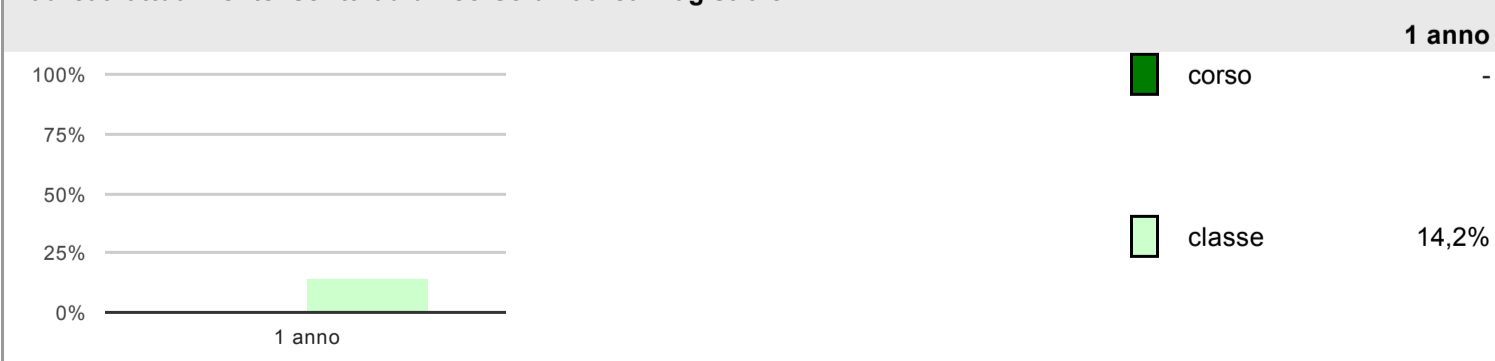 1 anno
100%
75%
50%
25%
0%
1 anno
corso -
classe 14,2%